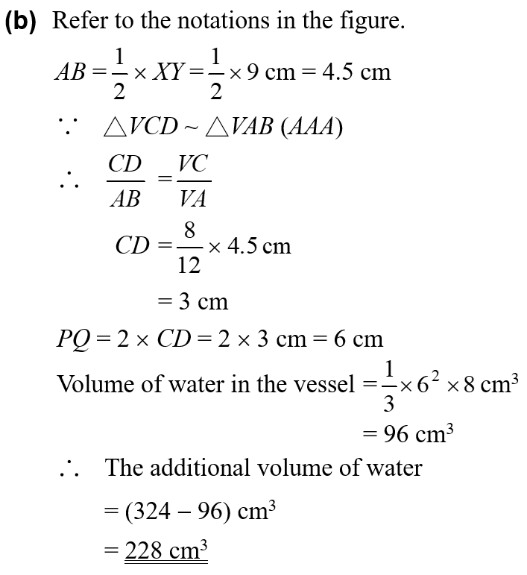 (b) Refer to the notations in the figure.
AB = 1/2 × XY = 1/2 × 9 cm = 4.5 cm
∵ △VCD ~ △VAB (AAA)
∴ CD/AB = VC/VA
CD = 8/12 × 4.5 cm
= 3 cm
PQ = 2 × CD = 2 × 3 cm = 6 cm
Volume of water in the vessel = 1/3 × 6² × 8 cm³
= 96 cm³
∴ The additional volume of water
= (324 – 96) cm³
= 228 cm³